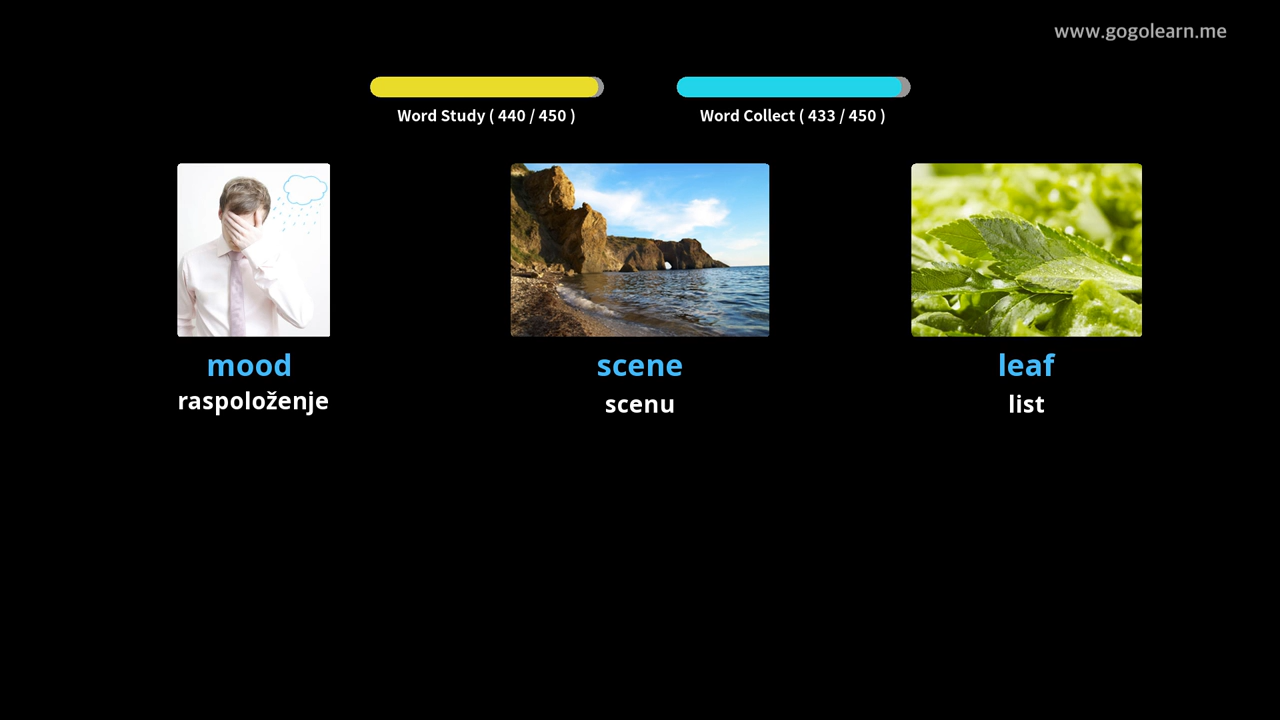 www.gogolearn.me
Word Study ( 440 / 450 )
Word Collect ( 433 / 450 )
mood
raspoloženje
scene
scenu
leaf
list